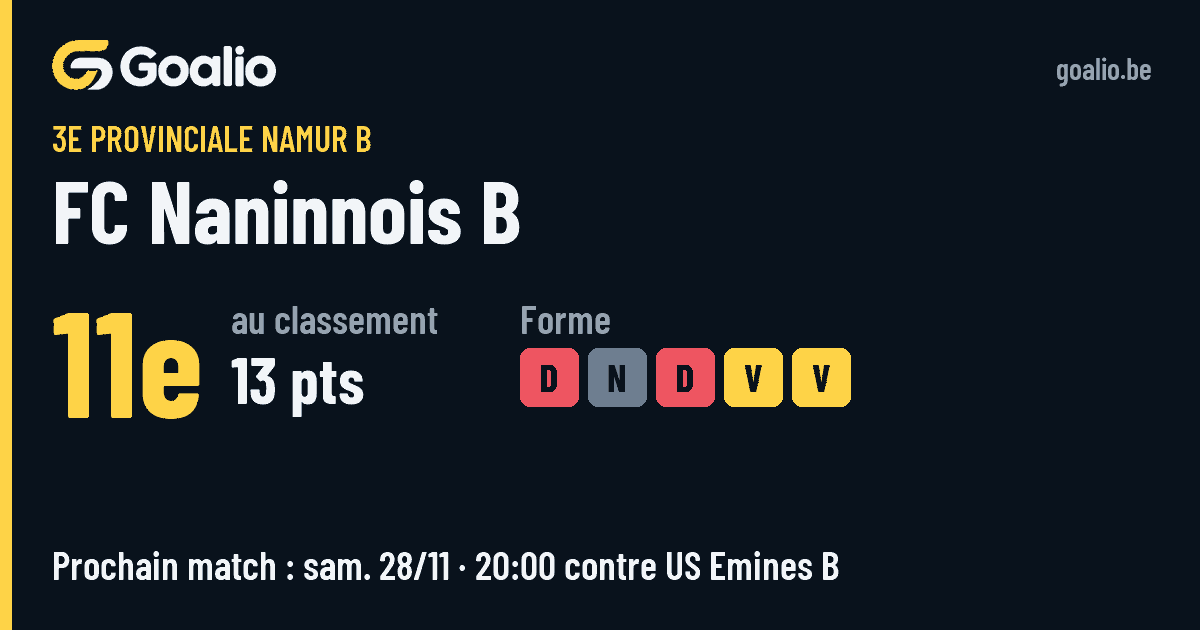 Goalio
goalio.be
3E PROVINCIALE NAMUR B
FC Naninnois B
11e
au classement
13 pts
Forme
D N D V V
Prochain match : sam. 28/11 · 20:00 contre US Emines B